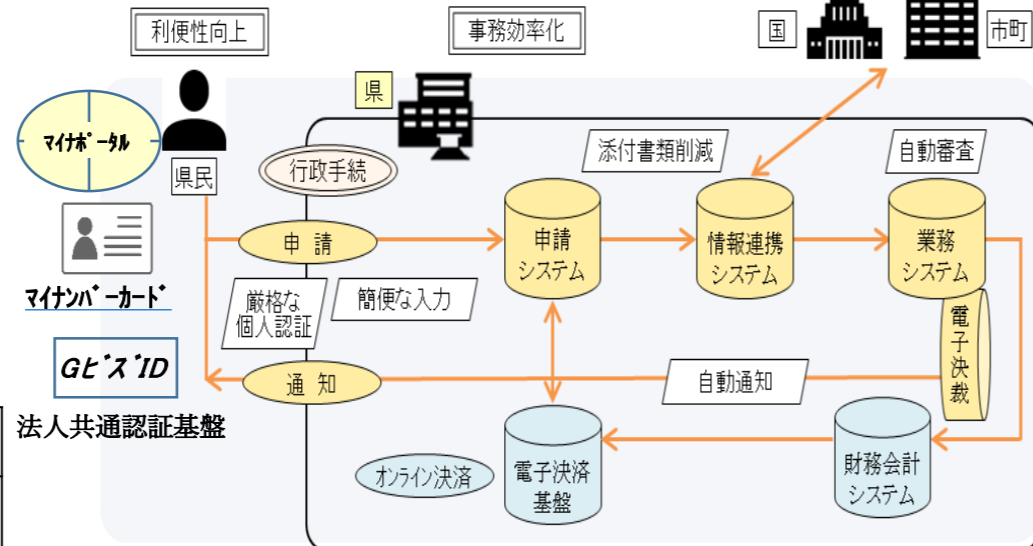 利便性向上
事務効率化
国
市町
県
マイナポータル
県民
行政手続
添付書類削減
自動審査
申 請
申請
システム
情報連携
システム
業務
システム
マイナンバーカード
厳格な
個人認証
簡便な入力
電子決裁
GビズID
通 知
自動通知
法人共通認証基盤
オンライン決済
電子決済
基盤
財務会計
システム